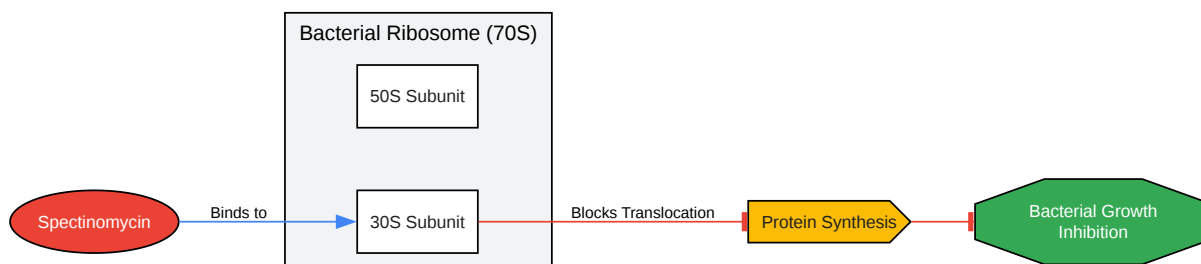 Bacterial Ribosome (70S)
50S Subunit
Spectinomycin
Binds to
30S Subunit
Blocks Translocation
Protein Synthesis
Bacterial Growth
Inhibition